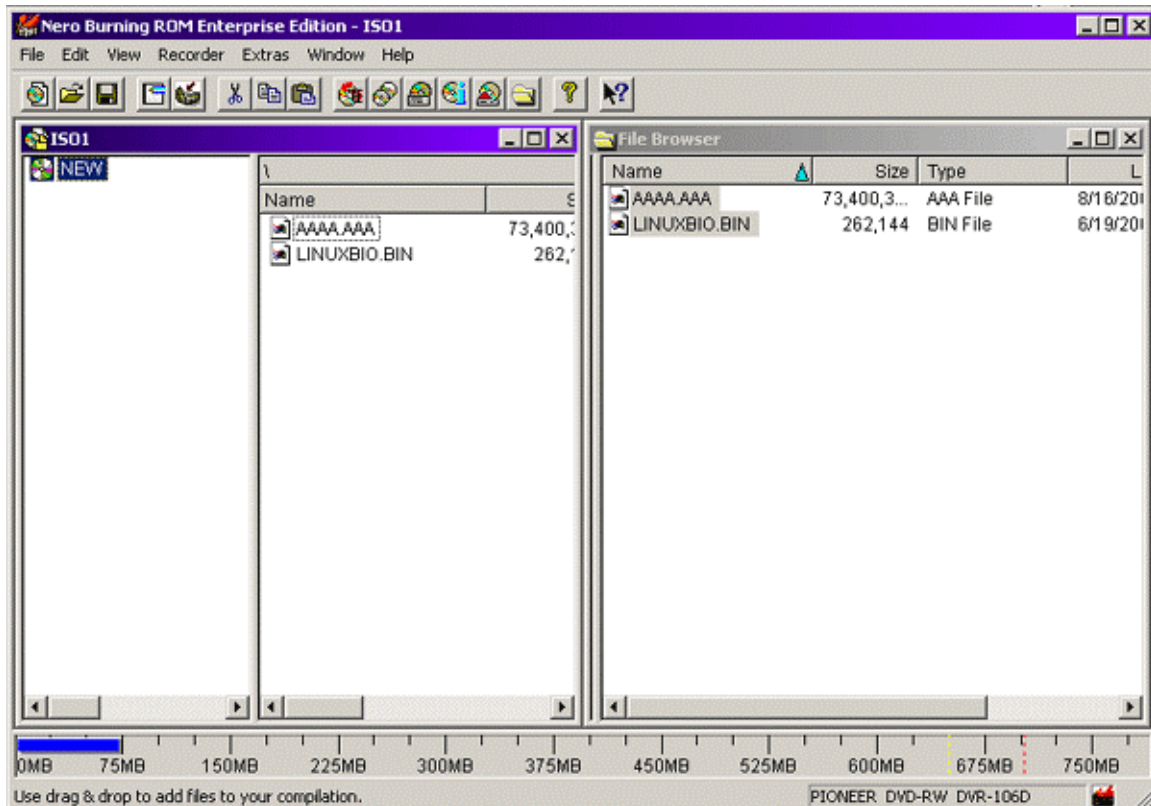 Nero Burning ROM Enterprise Edition - ISO1
File Edit View Recorder Extras Window Help
ISO1
NEW
\
Name S
AAAA.AAA 73,400,3
LINUXBIO.BIN 262,1
File Browser
Name Size Type L
AAAA.AAA 73,400,3... AAA File 8/16/20
LINUXBIO.BIN 262,144 BIN File 6/19/20
0MB 75MB 150MB 225MB 300MB 375MB 450MB 525MB 600MB 675MB 750MB
Use drag & drop to add files to your compilation.
PIONEER DVD-RW DVR-106D